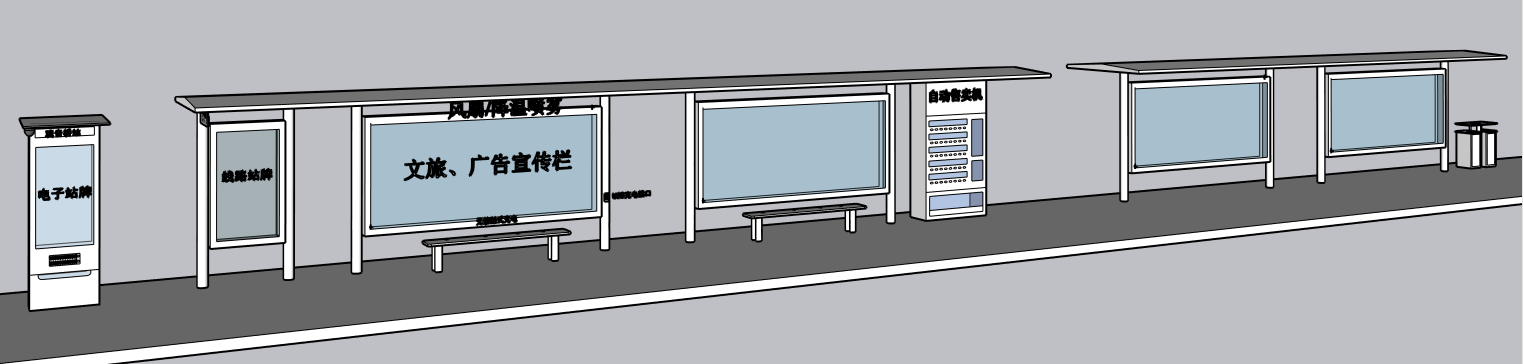 电子站牌
线路站牌
风扇/降温喷雾
文旅、广告宣传栏
自动售卖机